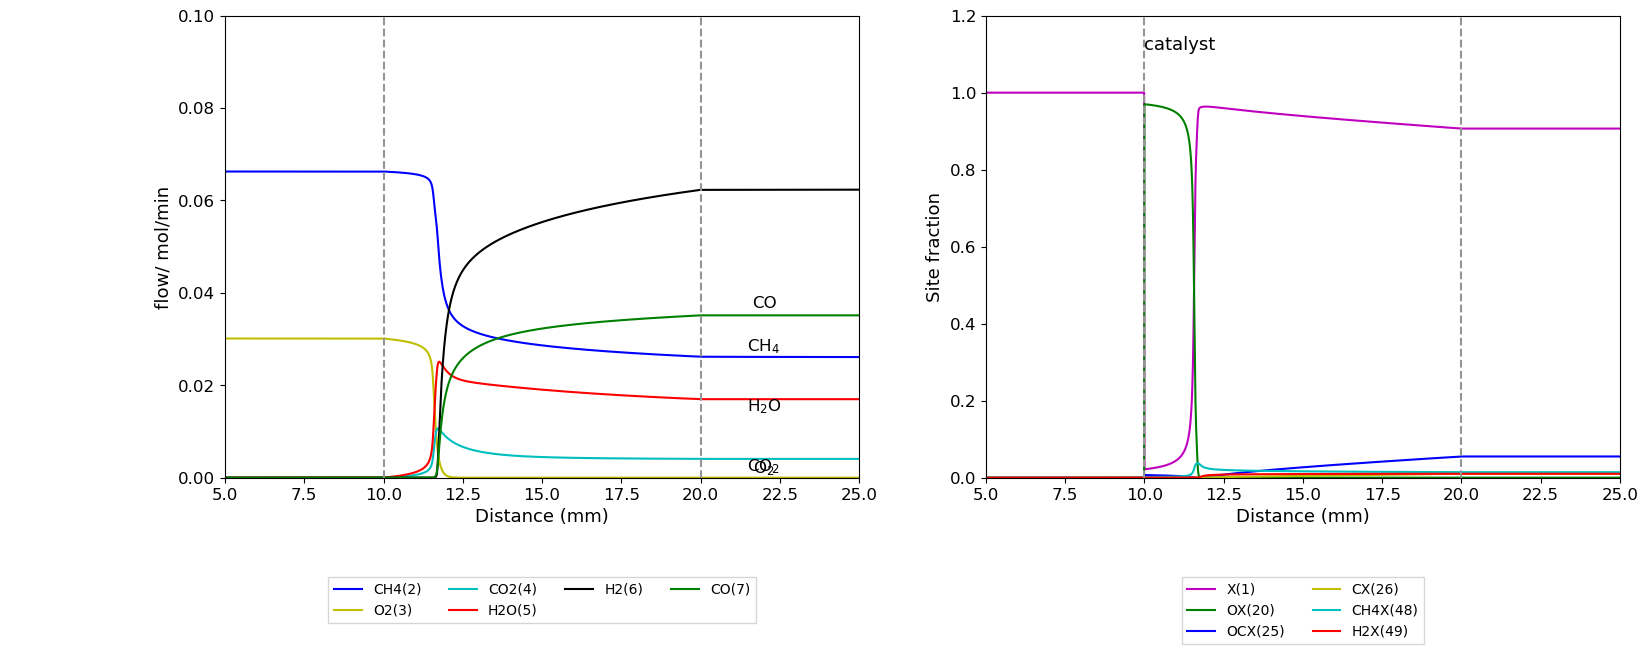 0.10
0.08
0.06
0.04
0.02
0.00
flow/ mol/min
CO
CH₄
H₂O
CO₂
O₂
5.0 7.5 10.0 12.5 15.0 17.5 20.0 22.5 25.0
Distance (mm)
CH4(2) CO2(4) H2(6) CO(7)
O2(3) H2O(5)
1.2
1.0
0.8
0.6
0.4
0.2
0.0
Site fraction
catalyst
5.0 7.5 10.0 12.5 15.0 17.5 20.0 22.5 25.0
Distance (mm)
X(1) CX(26)
OX(20) CH4X(48)
OCX(25) H2X(49)